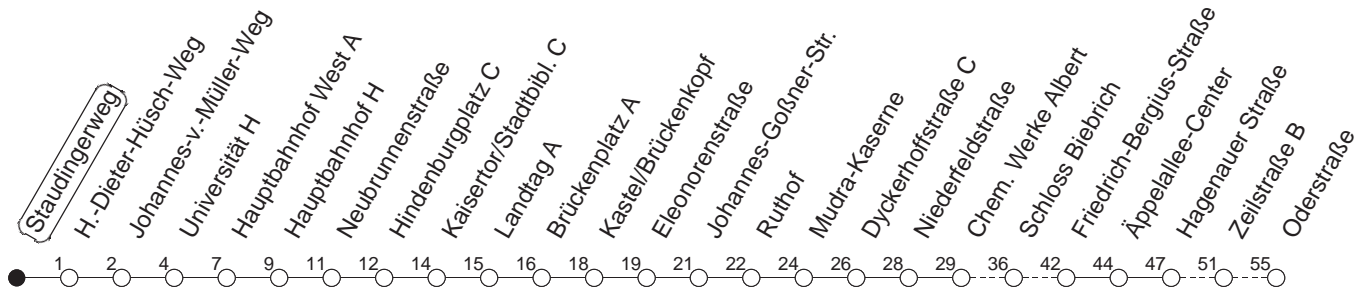 Staudingerweg
H.-Dieter-Hüsch-Weg
Johannes-v.-Müller-Weg
Universität H
Hauptbahnhof West A
Hauptbahnhof H
Neubrunnenstraße
Hindenburgplatz C
Kaisertor/Stadtbibl. C
Landtag A
Brückenplatz A
Kastel/Brückenkopf
Eleonorenstraße
Johannes-Goßner-Str.
Ruthof
Mudra-Kaserne
Dyckerhoffstraße C
Niederfeldstraße
Chem. Werke Albert
Schloss Biebrich
Friedrich-Bergius-Straße
Äppelallee-Center
Hagenauer Straße
Zeilstraße B
Oderstraße
1 2 4 7 9 11 12 14 15 16 18 19 21 22 24 26 28 29 36 42 44 47 51 55